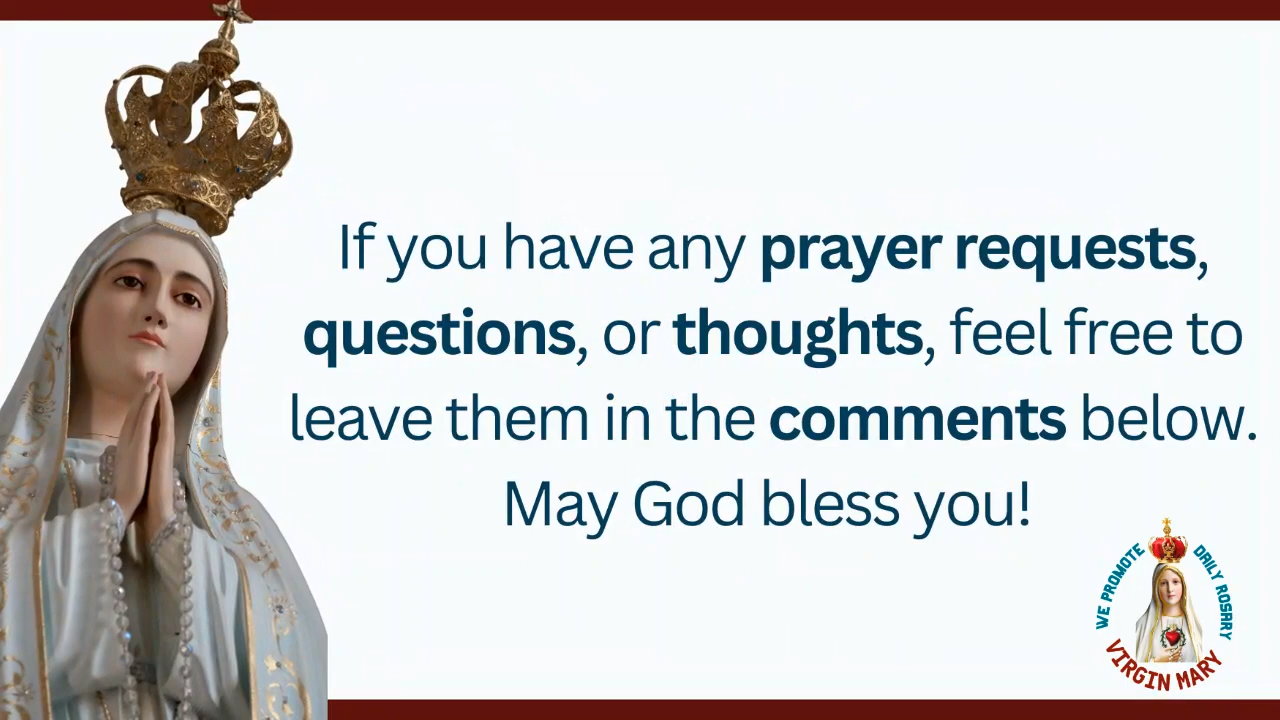 If you have any prayer requests,
questions, or thoughts, feel free to
leave them in the comments below.
May God bless you!
WE PROMOTE DAILY ROSARY
VIRGIN MARY